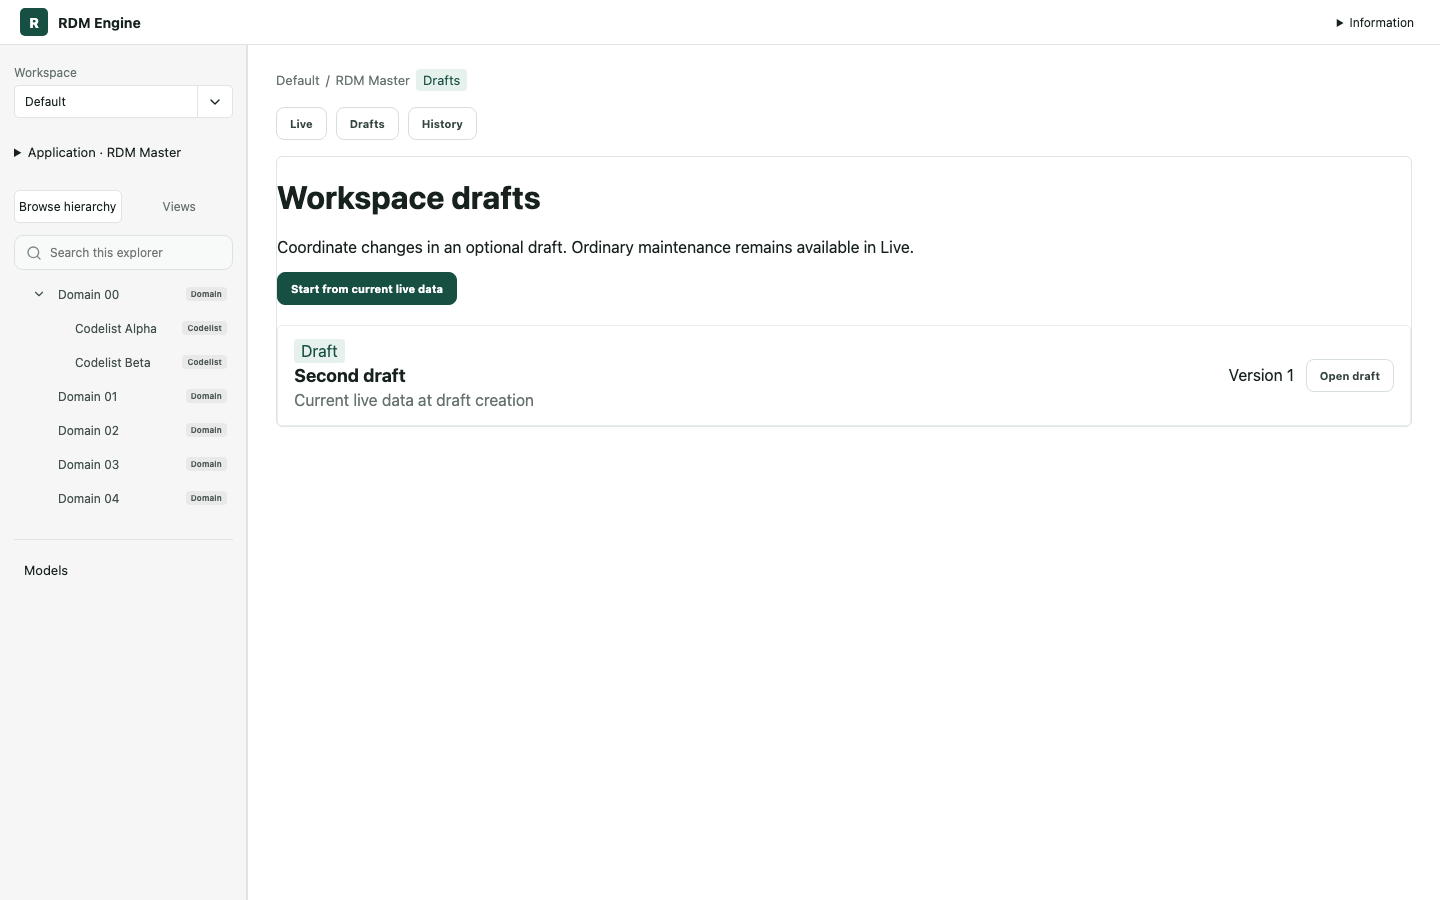 R RDM Engine
Information
Workspace
Default
Application · RDM Master
Browse hierarchy Views
Search this explorer
Domain 00 Domain
Codelist Alpha Codelist
Codelist Beta Codelist
Domain 01 Domain
Domain 02 Domain
Domain 03 Domain
Domain 04 Domain
Models
Default / RDM Master Drafts
Live Drafts History
Workspace drafts
Coordinate changes in an optional draft. Ordinary maintenance remains available in Live.
Start from current live data
Draft
Second draft
Current live data at draft creation
Version 1 Open draft